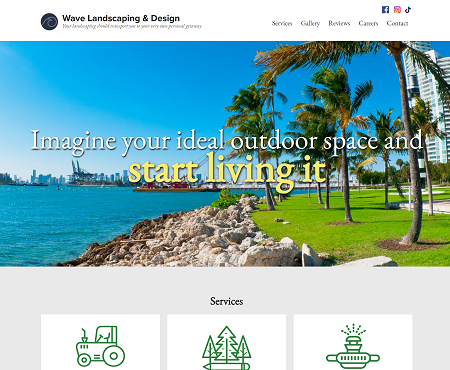 Wave Landscaping & Design
Your landscaping should transport you to your very own personal getaway
Services Gallery Reviews Careers Contact
Imagine your ideal outdoor space and
start living it
Services